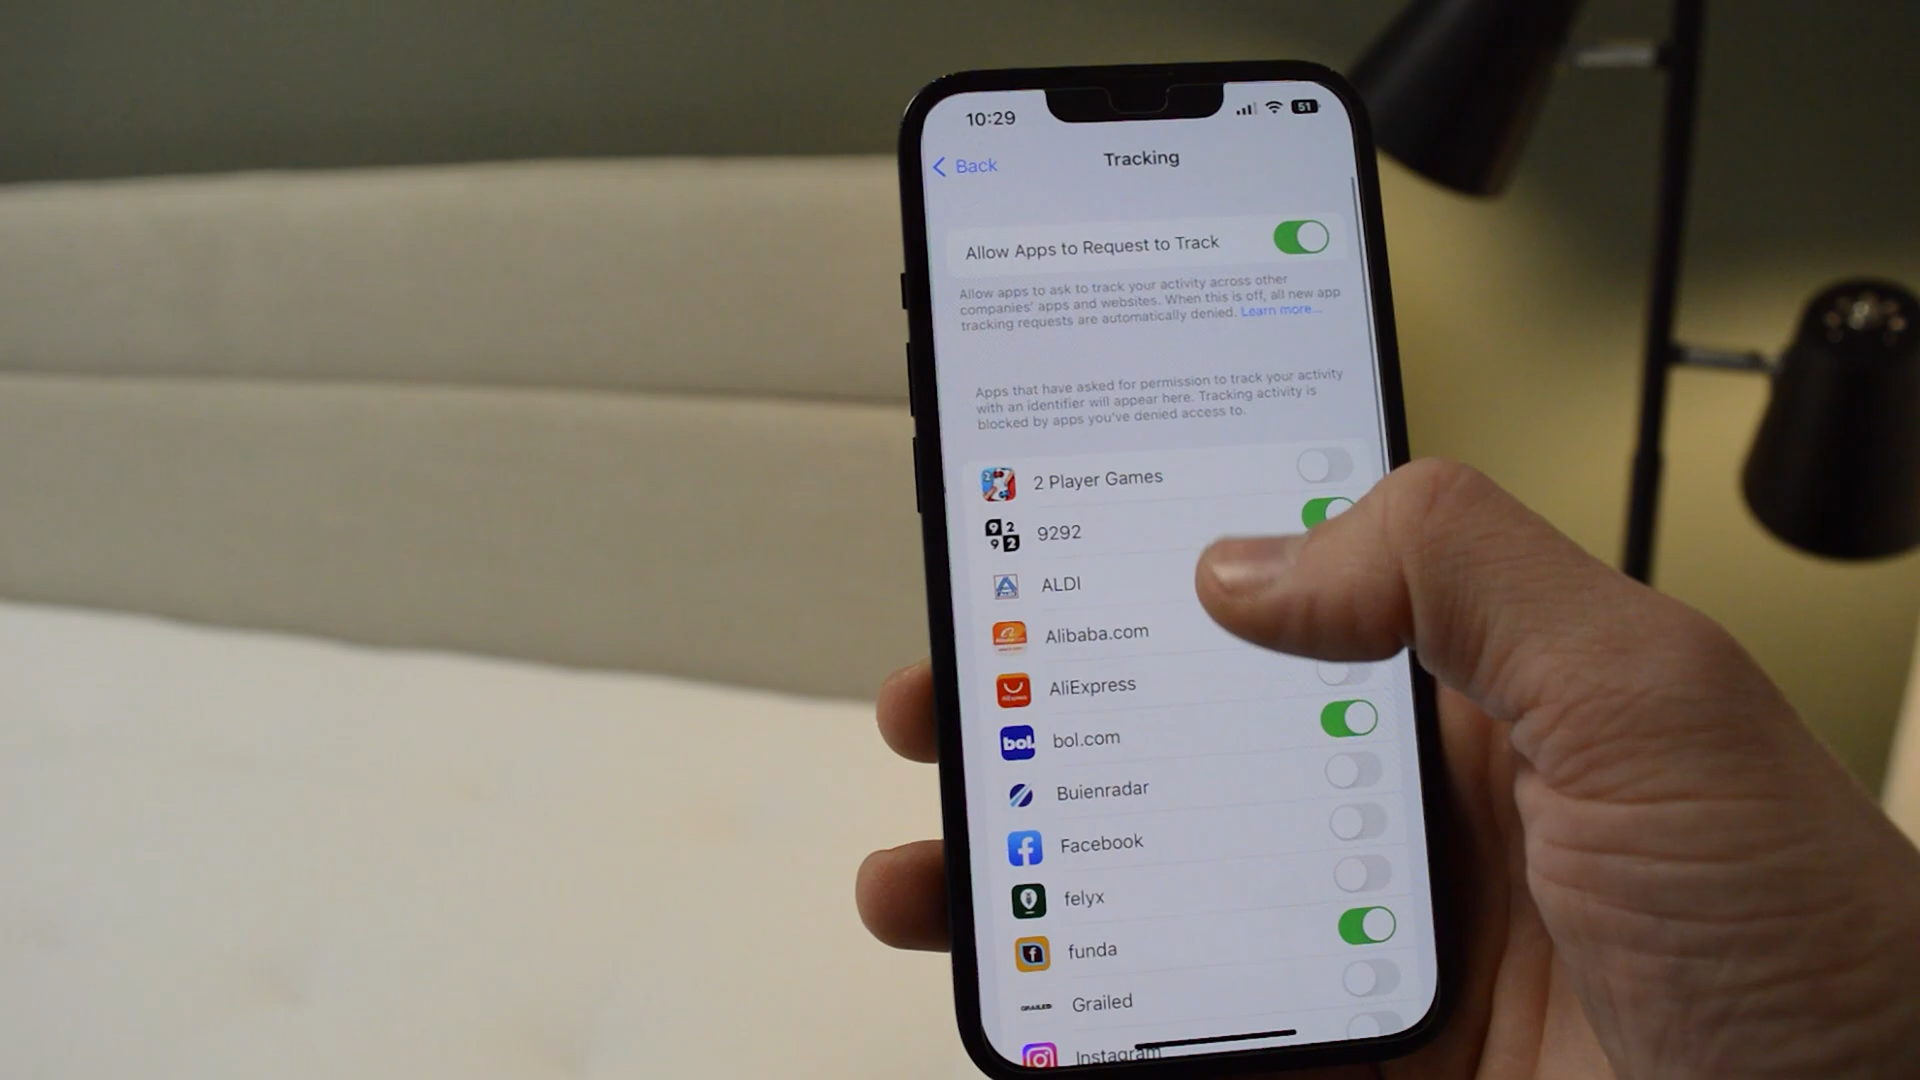 10:29
51
Back
Tracking
Allow Apps to Request to Track
Allow apps to ask to track your activity across other
companies' apps and websites. When this is off, all new app
tracking requests are automatically denied. Learn more...
Apps that have asked for permission to track your activity
with an identifier will appear here. Tracking activity is
blocked by apps you've denied access to.
2 Player Games
9292
9292
ALDI
Alibaba.com
AliExpress
bol.
bol.com
Buienradar
f
Facebook
felyx
f
funda
GRAILED
Grailed
Instagram